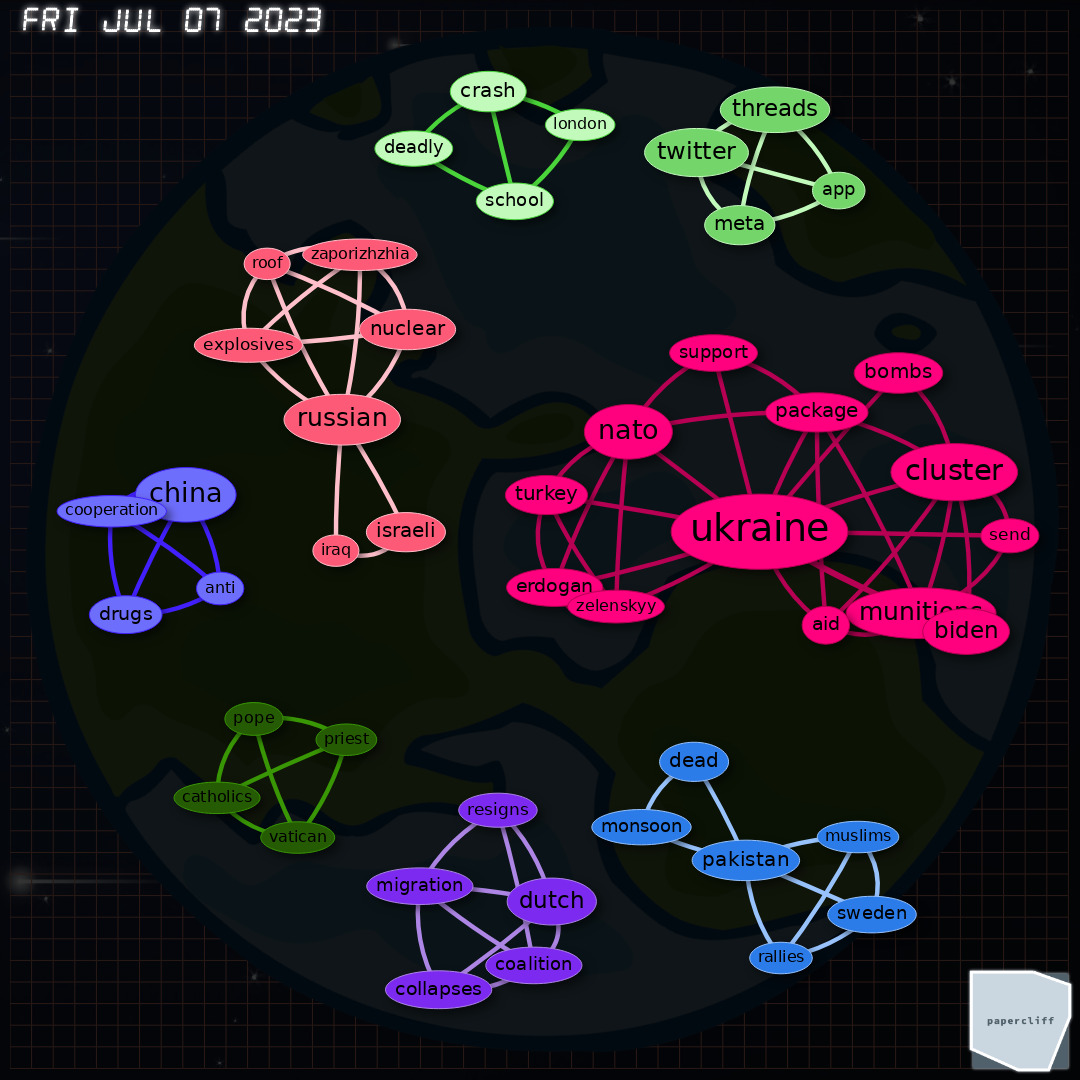 FRI JUL 07 2023
crash
london
deadly
school
threads
twitter
app
meta
roof
zaporizhzhia
nuclear
explosives
russian
israeli
iraq
support
bombs
package
nato
cluster
turkey
ukraine
send
erdogan
zelenskyy
aid
munitions
biden
china
cooperation
anti
drugs
pope
priest
catholics
vatican
resigns
migration
dutch
coalition
collapses
dead
monsoon
pakistan
muslims
sweden
rallies
papercliff